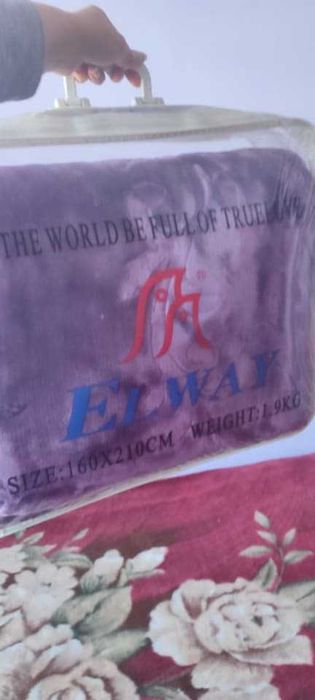 THE WORLD BE FULL OF TRUE
®
ELWAY
SIZE:160X210CM WEIGHT:1.9KG